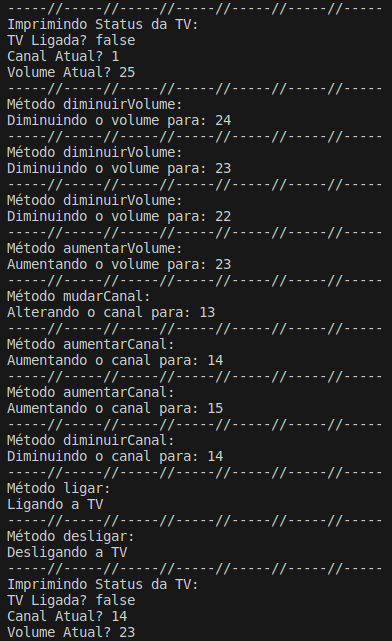 -----//-----//-----//-----//-----//-----//-----
Imprimindo Status da TV:
TV Ligada? false
Canal Atual? 1
Volume Atual? 25
-----//-----//-----//-----//-----//-----//-----
Método diminuirVolume:
Diminuindo o volume para: 24
-----//-----//-----//-----//-----//-----//-----
Método diminuirVolume:
Diminuindo o volume para: 23
-----//-----//-----//-----//-----//-----//-----
Método diminuirVolume:
Diminuindo o volume para: 22
-----//-----//-----//-----//-----//-----//-----
Método aumentarVolume:
Aumentando o volume para: 23
-----//-----//-----//-----//-----//-----//-----
Método mudarCanal:
Alterando o canal para: 13
-----//-----//-----//-----//-----//-----//-----
Método aumentarCanal:
Aumentando o canal para: 14
-----//-----//-----//-----//-----//-----//-----
Método aumentarCanal:
Aumentando o canal para: 15
-----//-----//-----//-----//-----//-----//-----
Método diminuirCanal:
Diminuindo o canal para: 14
-----//-----//-----//-----//-----//-----//-----
Método ligar:
Ligando a TV
-----//-----//-----//-----//-----//-----//-----
Método desligar:
Desligando a TV
-----//-----//-----//-----//-----//-----//-----
Imprimindo Status da TV:
TV Ligada? false
Canal Atual? 14
Volume Atual? 23